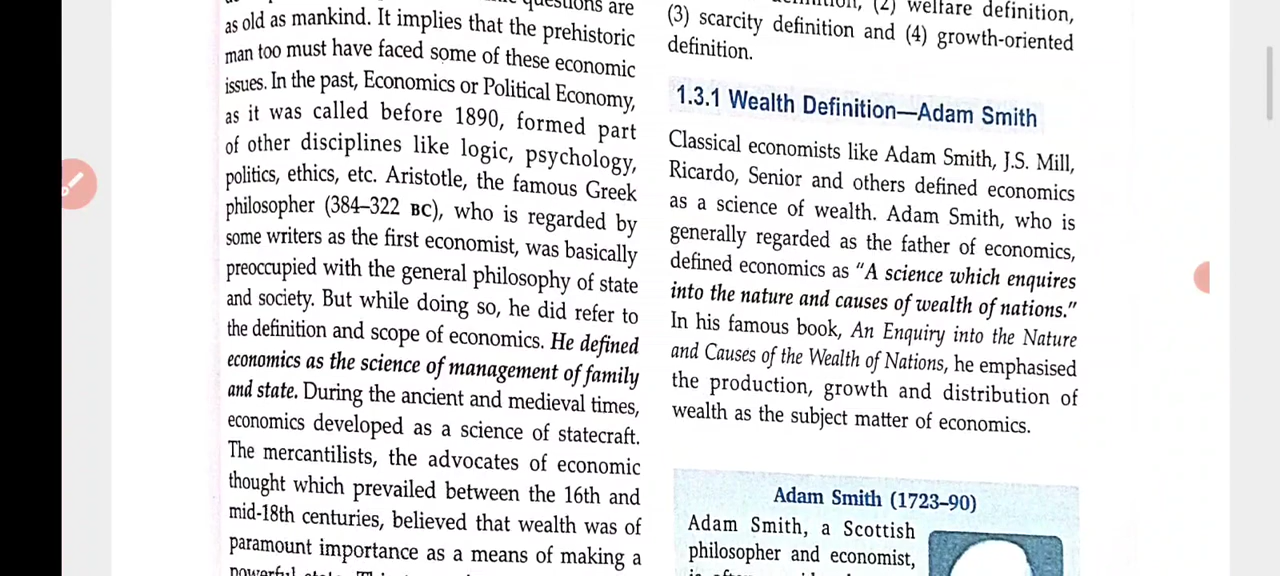 questions are
as old as mankind. It implies that the prehistoric
man too must have faced some of these economic
issues. In the past, Economics or Political Economy,
as it was called before 1890, formed part
of other disciplines like logic, psychology,
politics, ethics, etc. Aristotle, the famous Greek
philosopher (384–322 BC), who is regarded by
some writers as the first economist, was basically
preoccupied with the general philosophy of state
and society. But while doing so, he did refer to
the definition and scope of economics. He defined
economics as the science of management of family
and state. During the ancient and medieval times,
economics developed as a science of statecraft.
The mercantilists, the advocates of economic
thought which prevailed between the 16th and
mid-18th centuries, believed that wealth was of
paramount importance as a means of making a
powerful state.
(2) welfare definition,
(3) scarcity definition and (4) growth-oriented
definition.
1.3.1 Wealth Definition—Adam Smith
Classical economists like Adam Smith, J.S. Mill,
Ricardo, Senior and others defined economics
as a science of wealth. Adam Smith, who is
generally regarded as the father of economics,
defined economics as "A science which enquires
into the nature and causes of wealth of nations."
In his famous book, An Enquiry into the Nature
and Causes of the Wealth of Nations, he emphasised
the production, growth and distribution of
wealth as the subject matter of economics.
Adam Smith (1723–90)
Adam Smith, a Scottish
philosopher and economist,